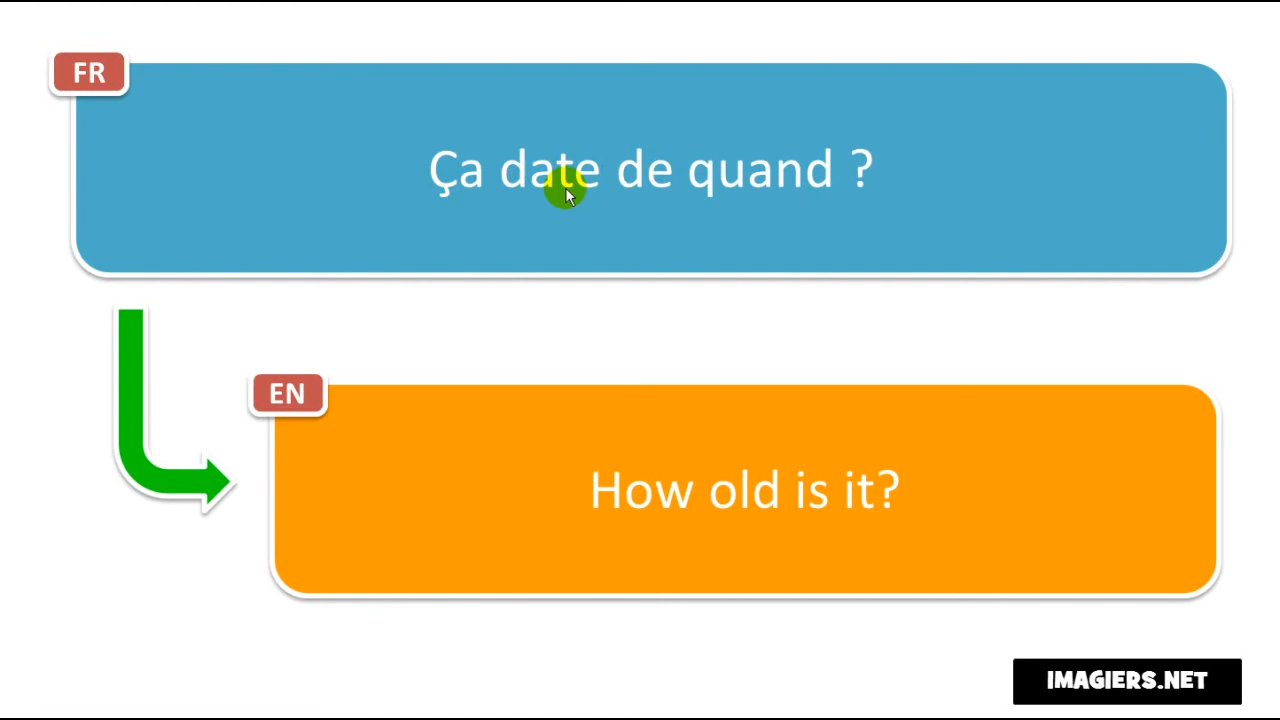 FR
Ça date de quand ?
EN
How old is it?
IMAGIERS.NET